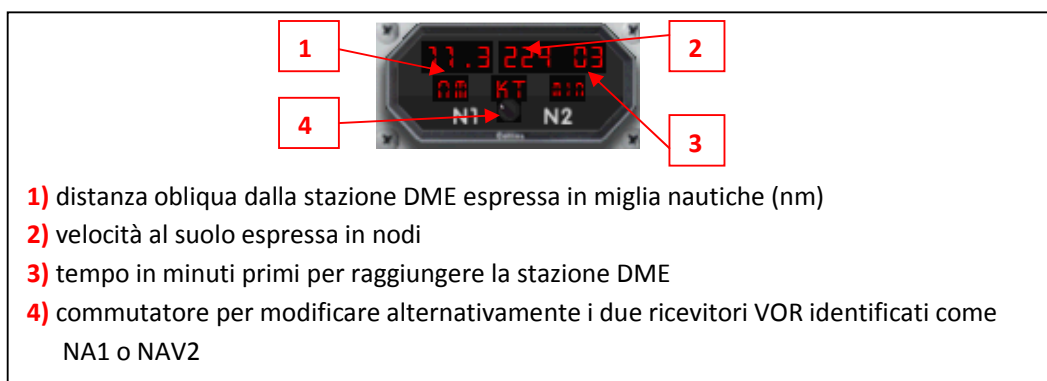 1
2
11.3 224 03
nm KT min
4
N1 N2
Collins
3
1) distanza obliqua dalla stazione DME espressa in miglia nautiche (nm)
2) velocità al suolo espressa in nodi
3) tempo in minuti primi per raggiungere la stazione DME
4) commutatore per modificare alternativamente i due ricevitori VOR identificati come
NA1 o NAV2